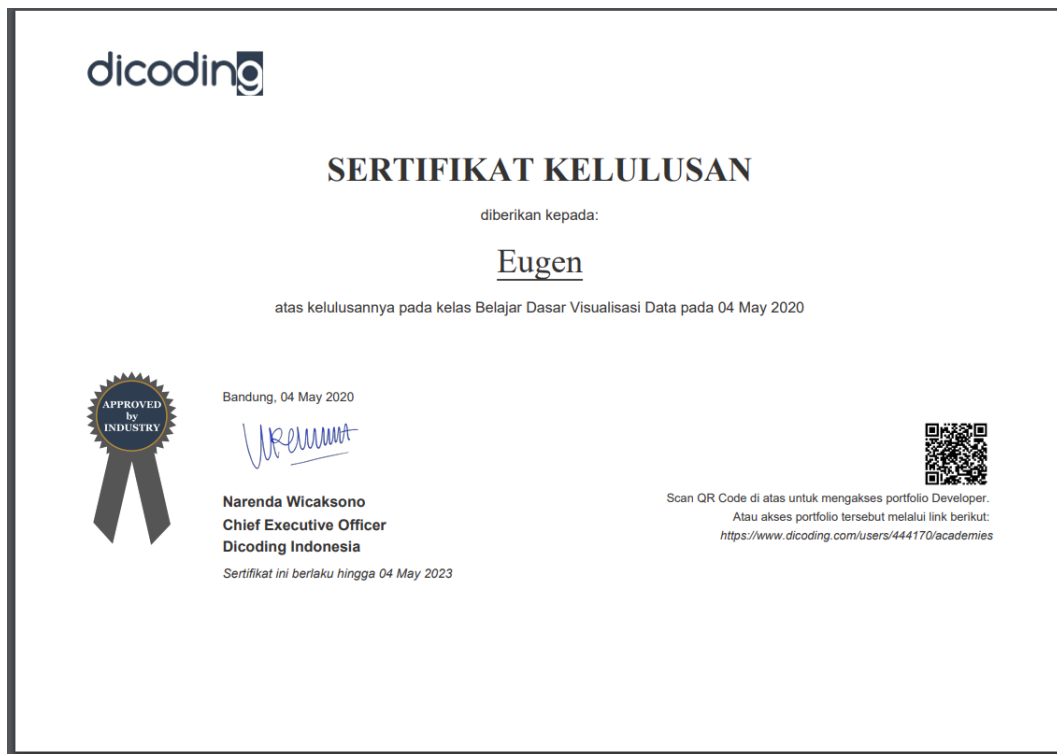 dicoding
SERTIFIKAT KELULUSAN
diberikan kepada:
Eugen
atas kelulusannya pada kelas Belajar Dasar Visualisasi Data pada 04 May 2020
APPROVED
by
INDUSTRY
Bandung, 04 May 2020
Narenda Wicaksono
Chief Executive Officer
Dicoding Indonesia
Sertifikat ini berlaku hingga 04 May 2023
Scan QR Code di atas untuk mengakses portfolio Developer.
Atau akses portfolio tersebut melalui link berikut:
https://www.dicoding.com/users/444170/academies